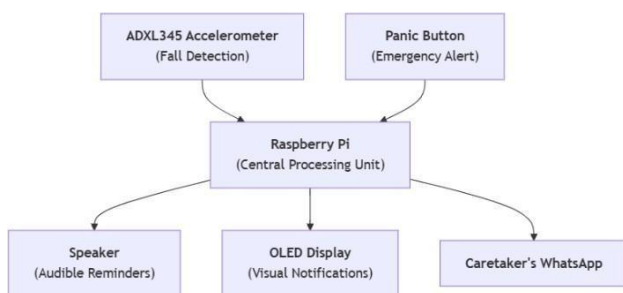 ADXL345 Accelerometer
(Fall Detection)
Panic Button
(Emergency Alert)
Raspberry Pi
(Central Processing Unit)
Speaker
(Audible Reminders)
OLED Display
(Visual Notifications)
Caretaker's WhatsApp